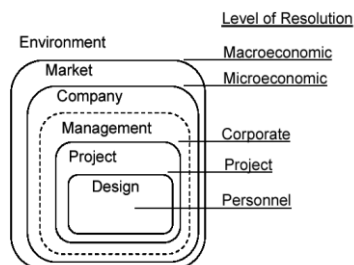 Level of Resolution
Environment
Macroeconomic
Market
Microeconomic
Company
Management
Corporate
Project
Project
Design
Personnel